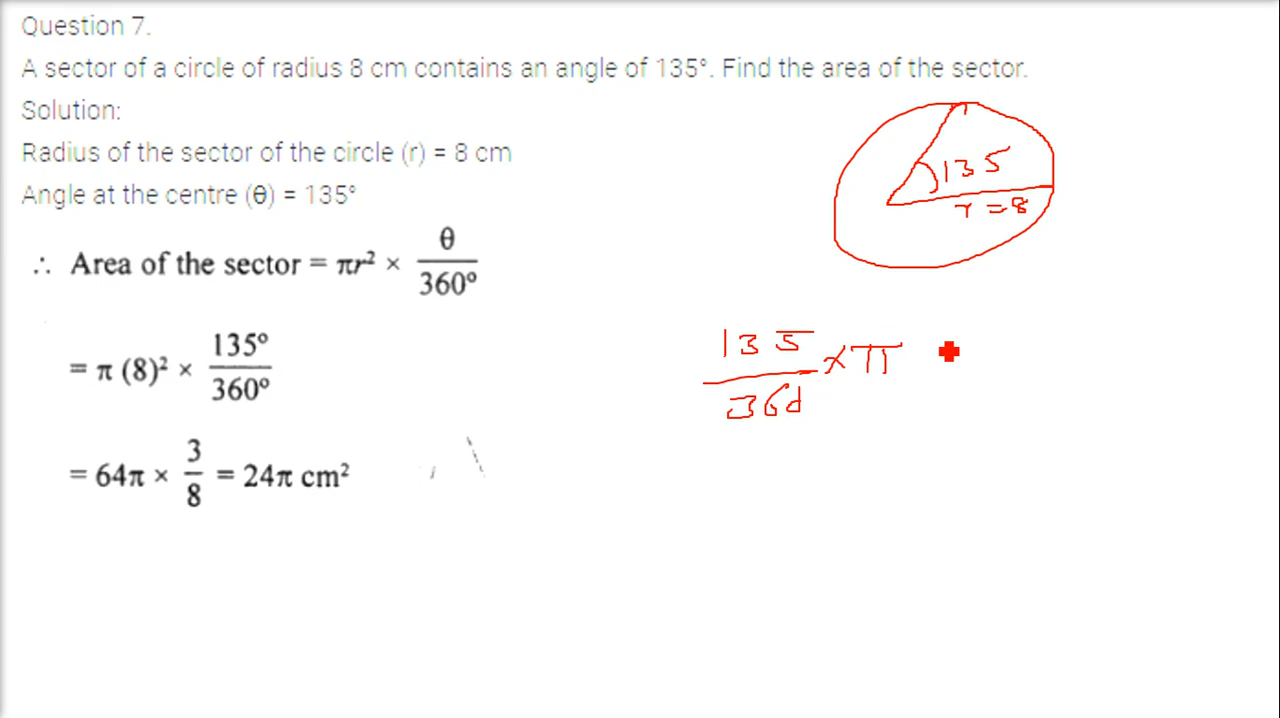 Question 7.
A sector of a circle of radius 8 cm contains an angle of 135°. Find the area of the sector.
Solution:
Radius of the sector of the circle (r) = 8 cm
Angle at the centre (θ) = 135°
∴ Area of the sector = πr² × θ/360°
= π (8)² × 135°/360°
= 64π × 3/8 = 24π cm²
135
r = 8
135/360 × π